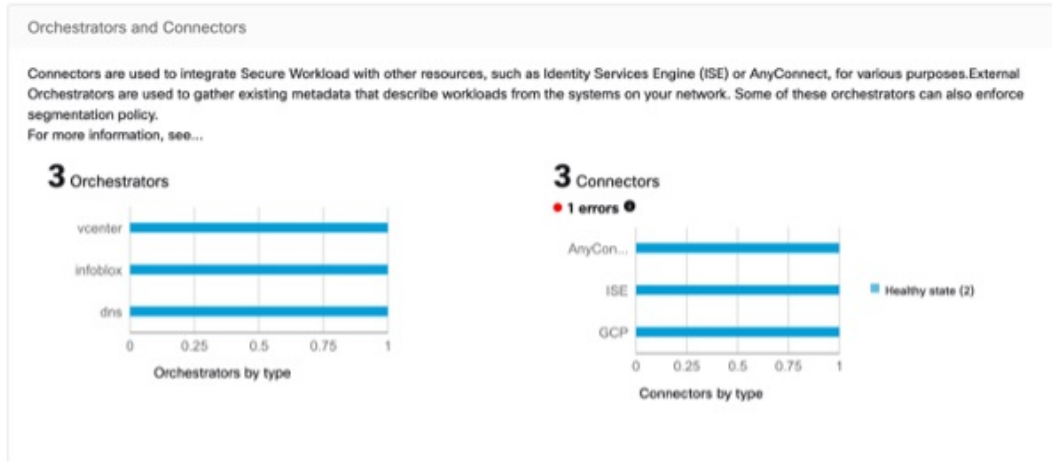 Orchestrators and Connectors
Connectors are used to integrate Secure Workload with other resources, such as Identity Services Engine (ISE) or AnyConnect, for various purposes.External
Orchestrators are used to gather existing metadata that describe workloads from the systems on your network. Some of these orchestrators can also enforce
segmentation policy.
For more information, see...
3 Orchestrators
vcenter
infoblox
dns
0 0.25 0.5 0.75 1
Orchestrators by type
3 Connectors
1 errors
AnyCon...
ISE
GCP
0 0.25 0.5 0.75 1
Connectors by type
Healthy state (2)